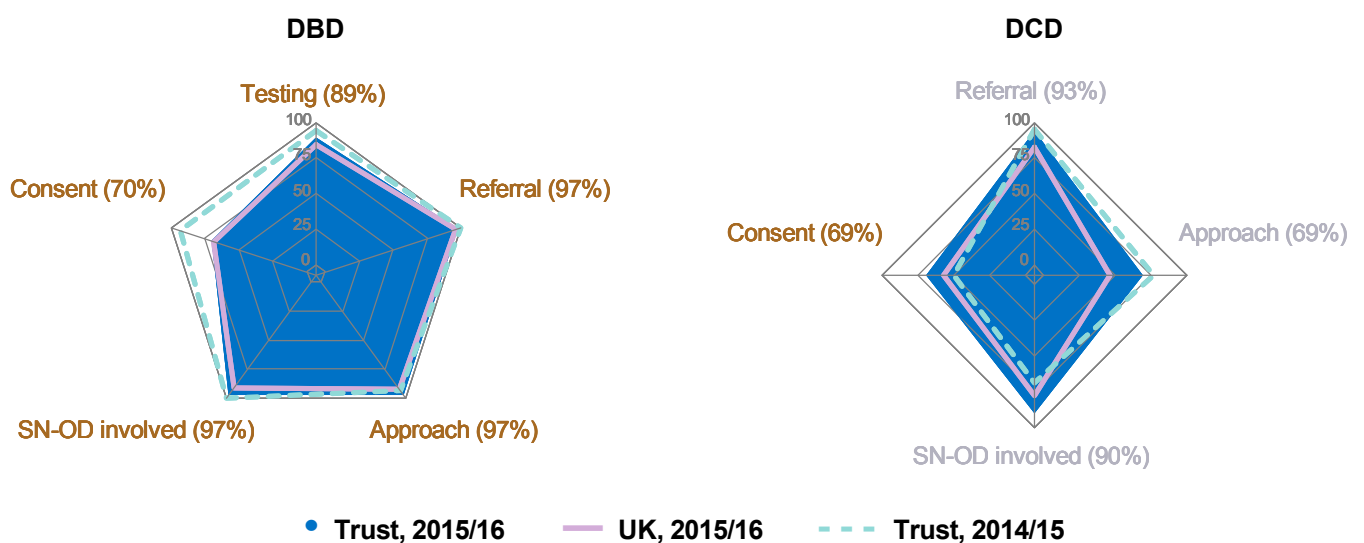 DBD
DCD
Testing (89%)
100
75
50
25
0
Consent (70%)
Referral (97%)
SN-OD involved (97%)
Approach (97%)
Referral (93%)
100
75
50
25
0
Consent (69%)
Approach (69%)
SN-OD involved (90%)
Trust, 2015/16
UK, 2015/16
Trust, 2014/15